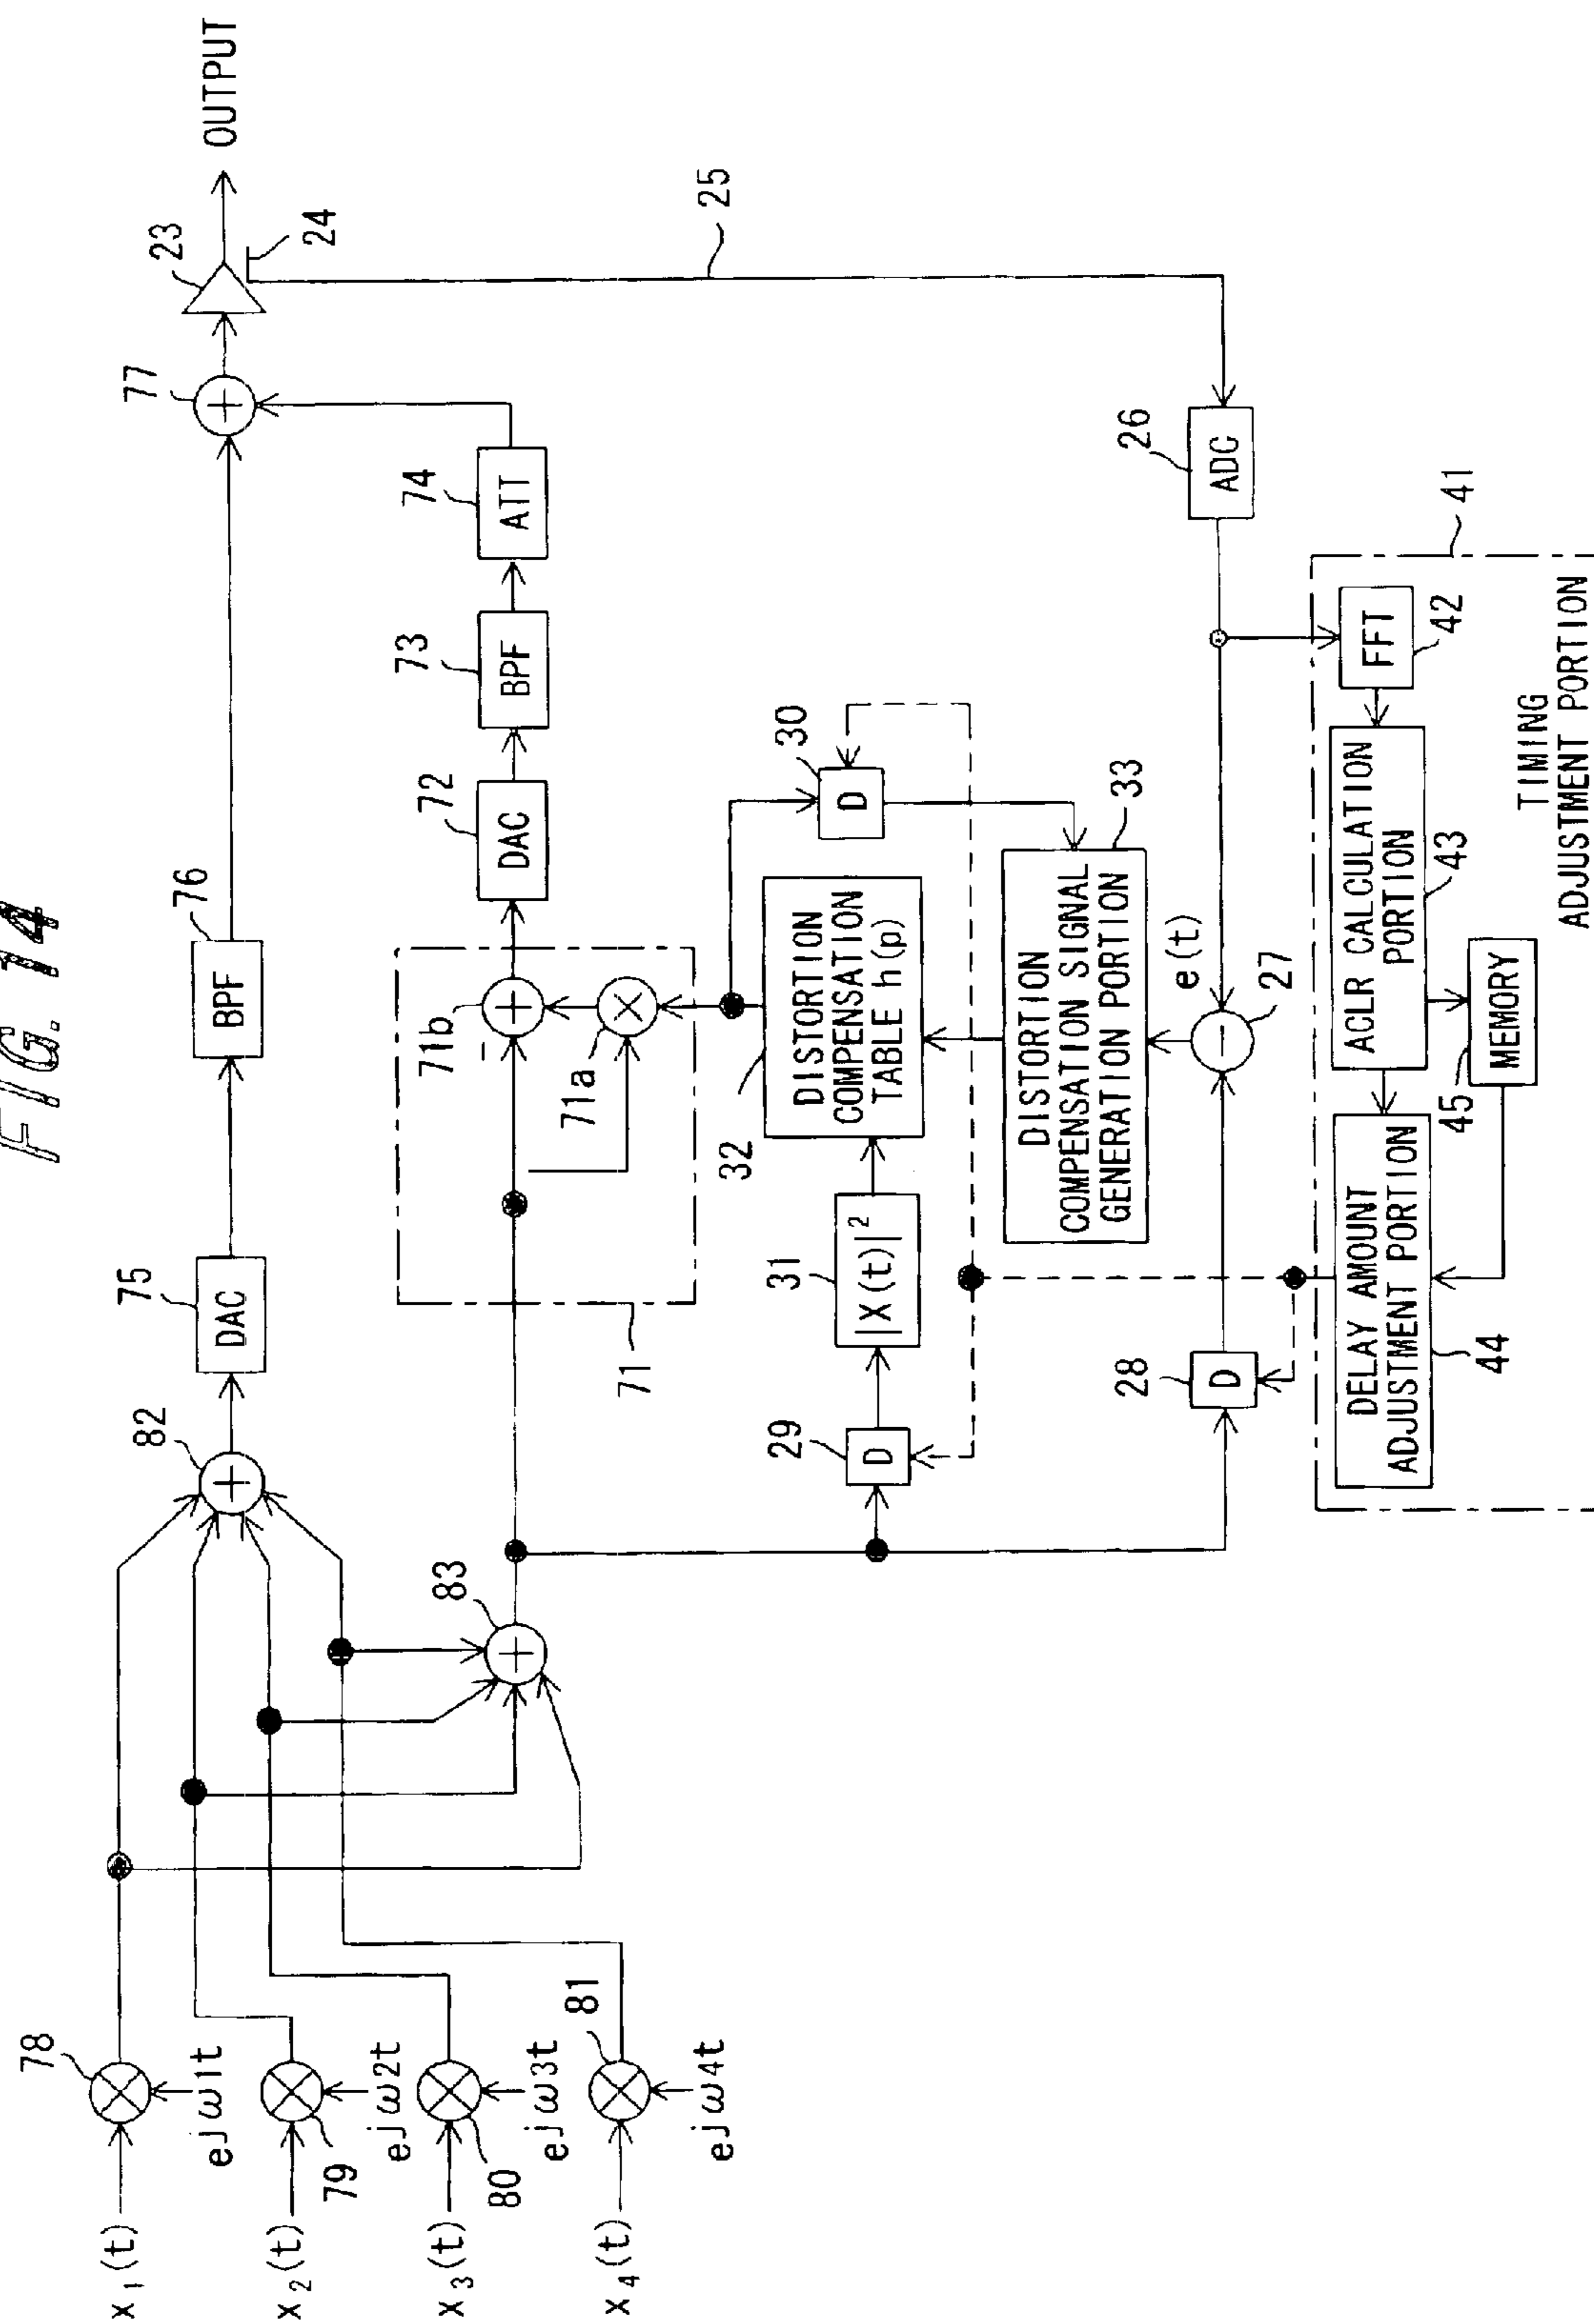 FIG. 14
x1(t)
78
ejω1t
x2(t)
79
ejω2t
x3(t)
80
ejω3t
x4(t)
81
ejω4t
82
+
83
+
75
DAC
76
BPF
77
+
23
OUTPUT
24
25
71
71b
−
+
71a
×
72
DAC
73
BPF
74
ATT
29
D
31
|X(t)|²
32
DISTORTION
COMPENSATION
TABLE h(p)
30
D
33
DISTORTION
COMPENSATION SIGNAL
GENERATION PORTION
28
D
27
−
e(t)
26
ADC
41
FFT
42
ACLR CALCULATION
PORTION
43
DELAY AMOUNT
ADJUSTMENT PORTION
44
45
MEMORY
TIMING
ADJUSTMENT PORTION